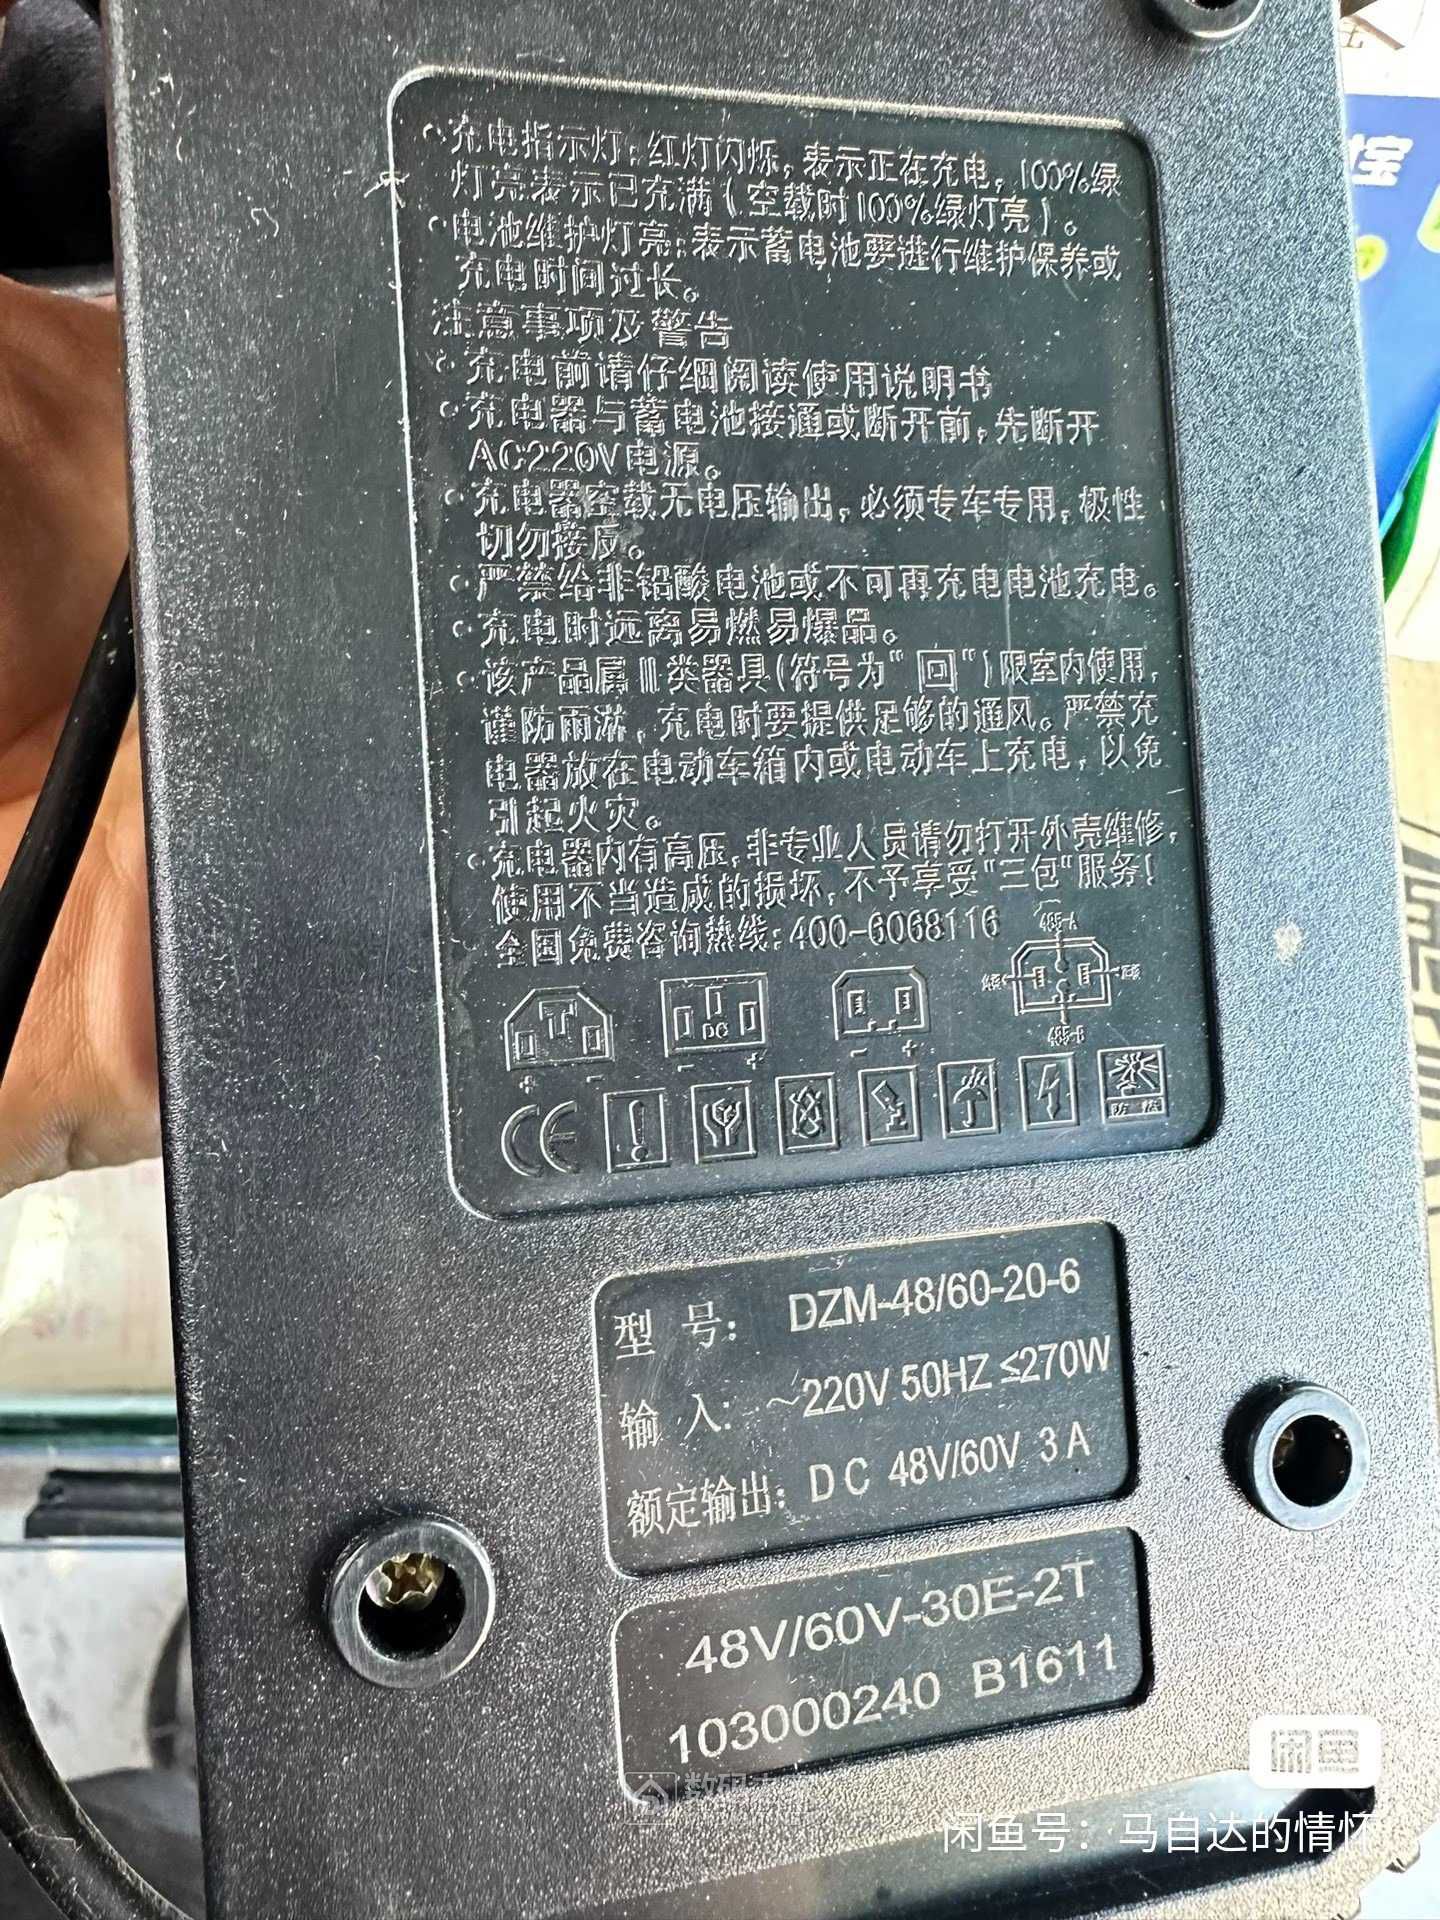 充电指示灯：红灯闪烁，表示正在充电，100%绿
灯亮表示已充满（空载时100%绿灯亮）。
电池维护灯亮：表示蓄电池要进行维护保养或
充电时间过长。
注意事项及警告
充电前请仔细阅读使用说明书
充电器与蓄电池接通或断开前，先断开
AC220V电源。
充电器空载无电压输出，必须专车专用，极性
切勿接反。
严禁给非铅酸电池或不可再充电电池充电。
充电时远离易燃易爆品。
该产品属Ⅱ类器具(符号为"回")限室内使用，
谨防雨淋，充电时要提供足够的通风。严禁充
电器放在电动车箱内或电动车上充电，以免
引起火灾。
充电器内有高压，非专业人员请勿打开外壳维修，
使用不当造成的损坏，不予享受"三包"服务！
全国免费咨询热线：400-6068116
485-A
DC
485-B
+ - - + - +
CE
型 号： DZM-48/60-20-6
输 入： ～220V 50HZ ≤270W
额定输出： DC 48V/60V 3A
48V/60V-30E-2T
103000240 B1611
宝
数码之家
闲鱼
闲鱼号：马自达的情怀